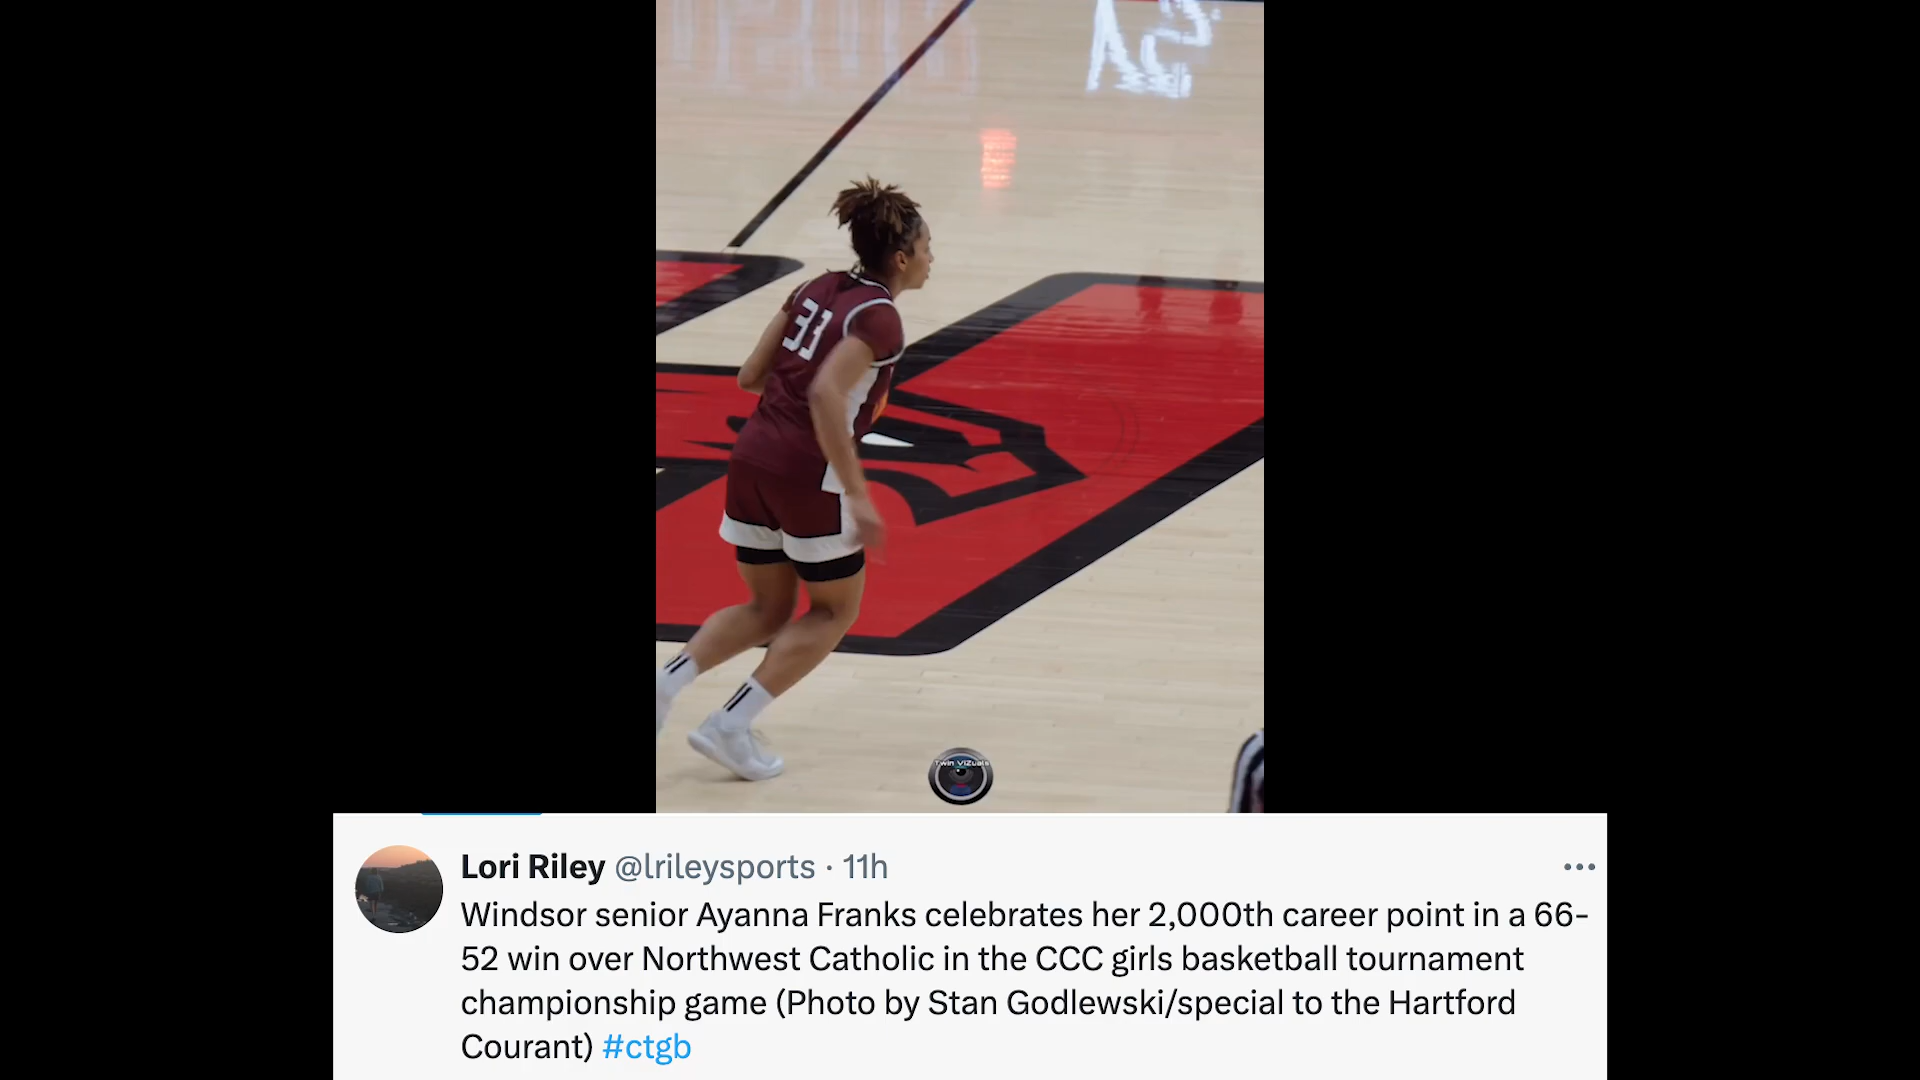 33
Twin VIZuals
Lori Riley @lrileysports · 11h
Windsor senior Ayanna Franks celebrates her 2,000th career point in a 66-
52 win over Northwest Catholic in the CCC girls basketball tournament
championship game (Photo by Stan Godlewski/special to the Hartford
Courant) #ctgb